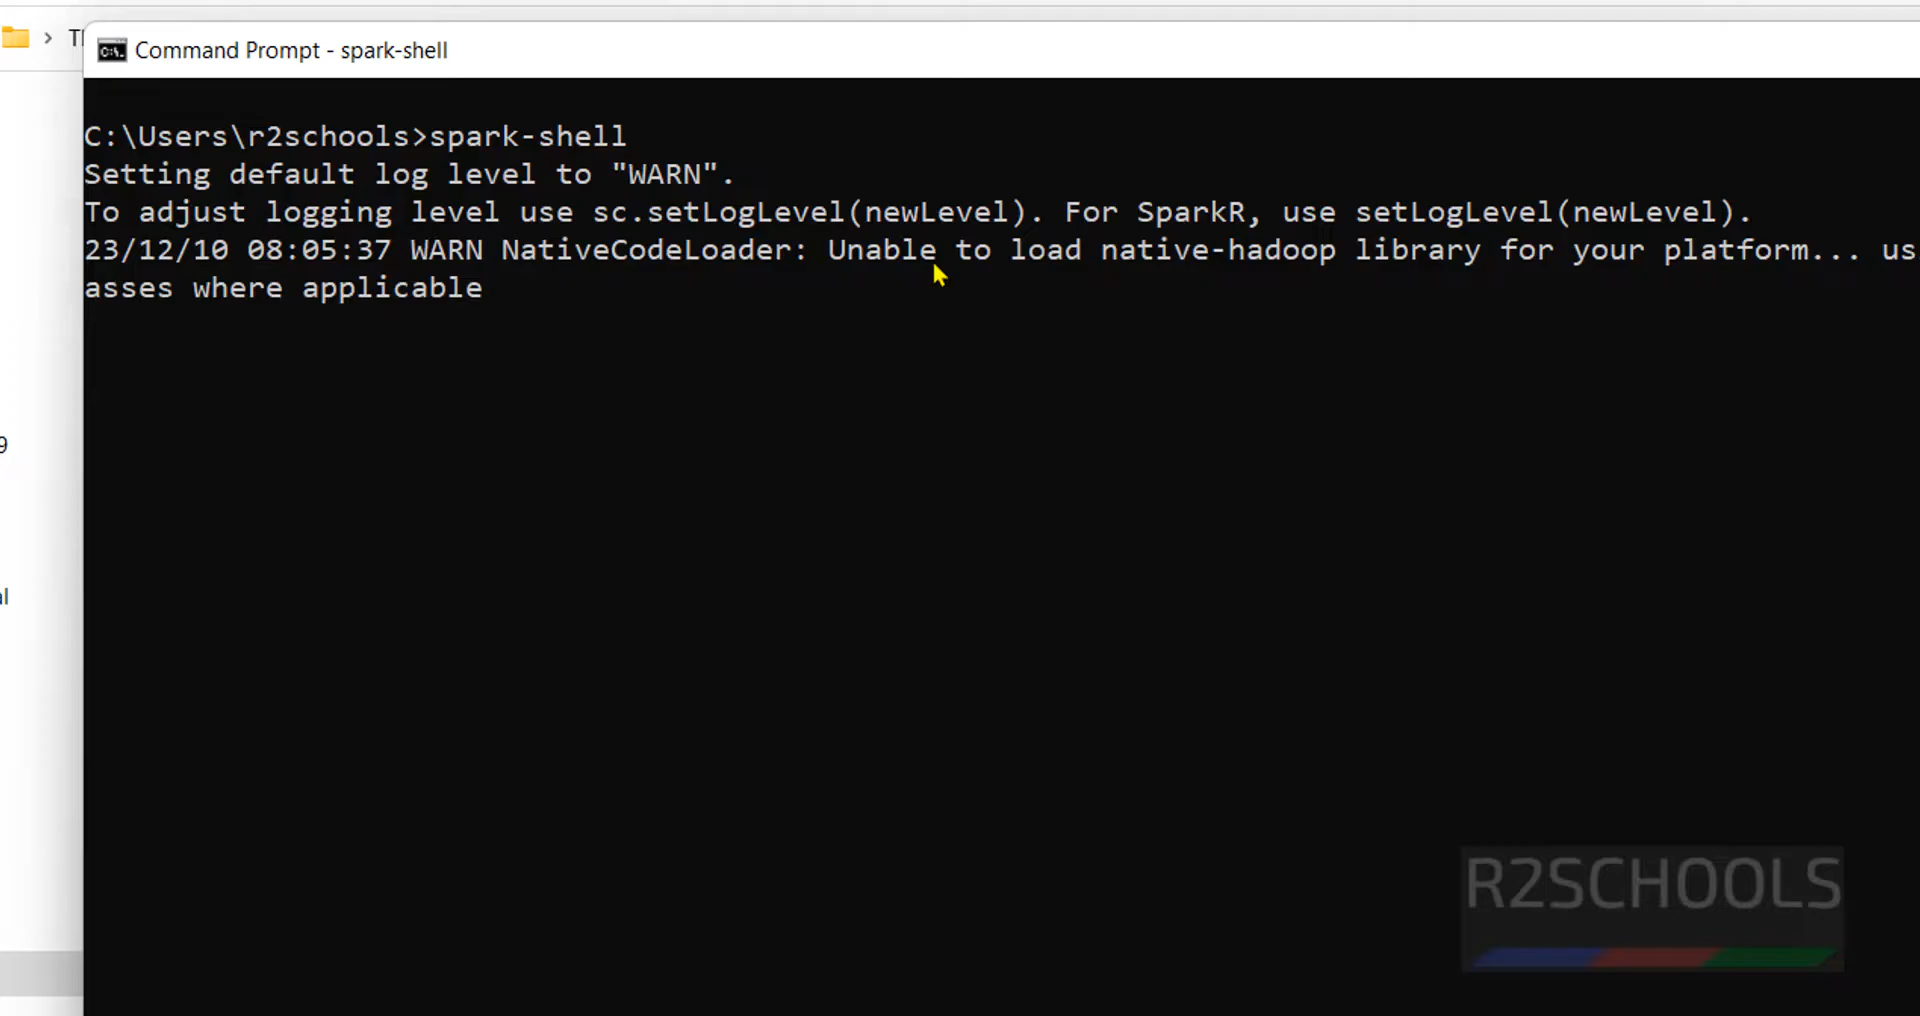 Command Prompt - spark-shell
C:\Users\r2schools>spark-shell
Setting default log level to "WARN".
To adjust logging level use sc.setLogLevel(newLevel). For SparkR, use setLogLevel(newLevel).
23/12/10 08:05:37 WARN NativeCodeLoader: Unable to load native-hadoop library for your platform... us
asses where applicable
R2SCHOOLS